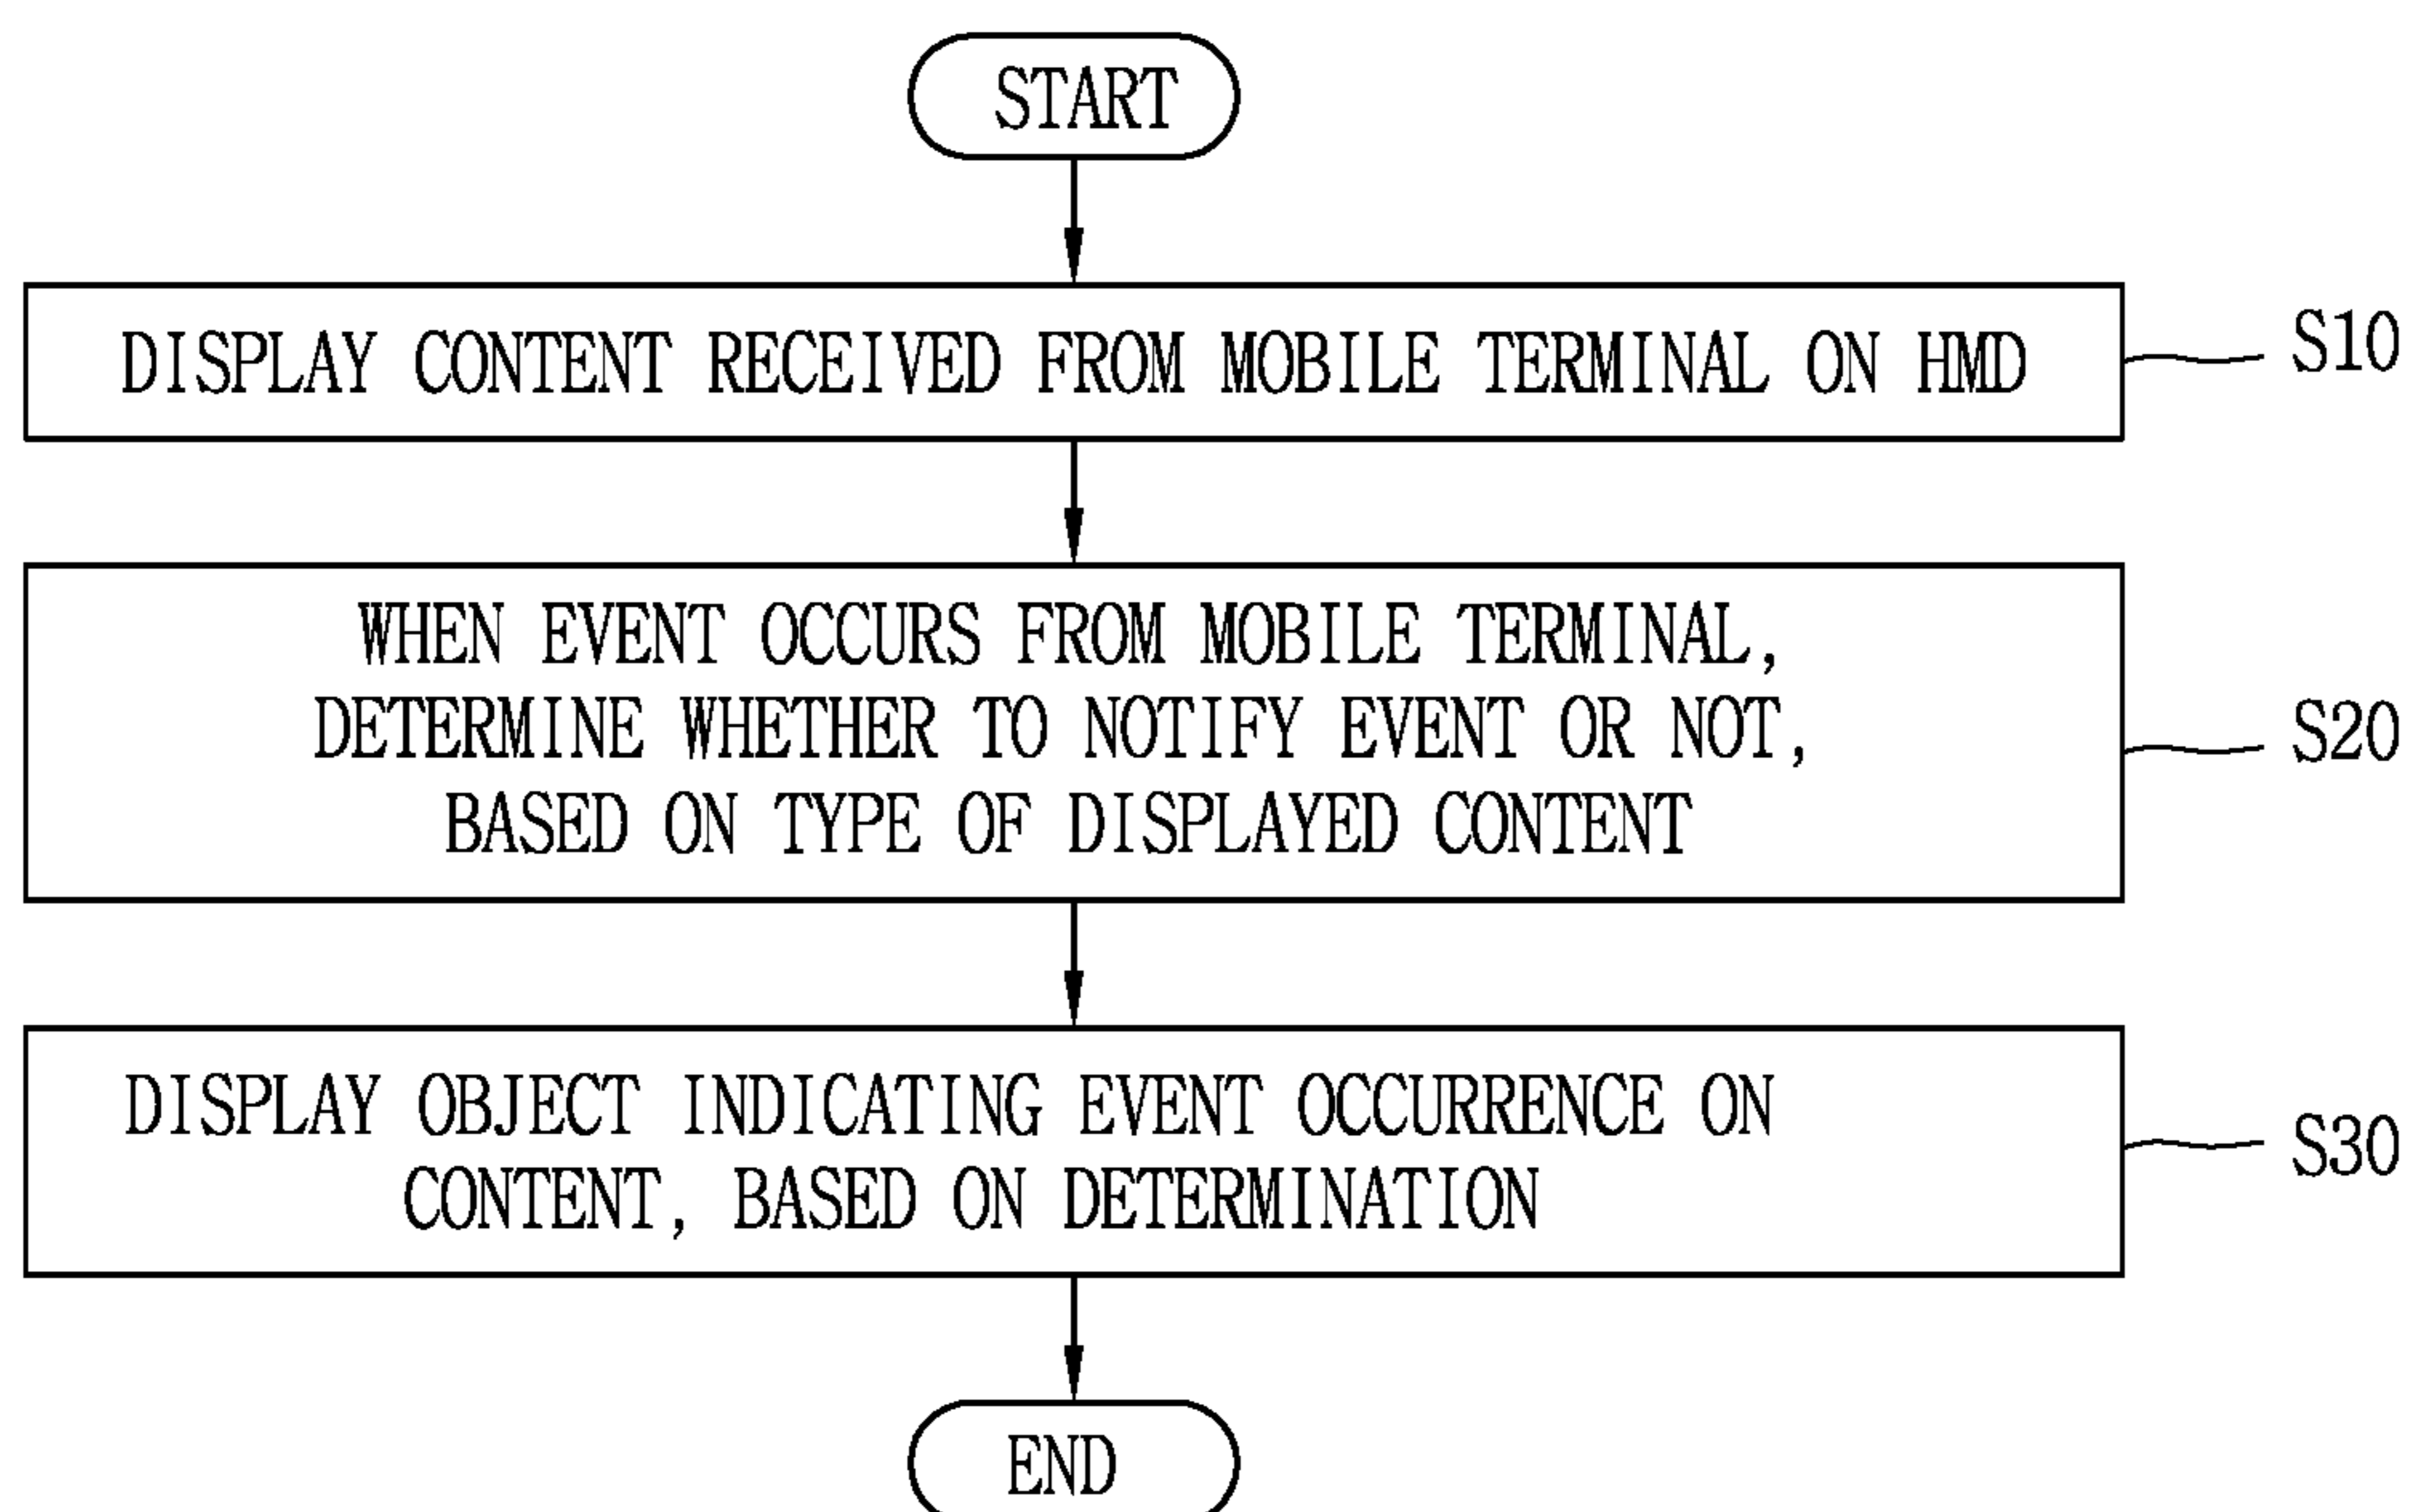 START
DISPLAY CONTENT RECEIVED FROM MOBILE TERMINAL ON HMD
S10
WHEN EVENT OCCURS FROM MOBILE TERMINAL,
DETERMINE WHETHER TO NOTIFY EVENT OR NOT,
BASED ON TYPE OF DISPLAYED CONTENT
S20
DISPLAY OBJECT INDICATING EVENT OCCURRENCE ON
CONTENT, BASED ON DETERMINATION
S30
END